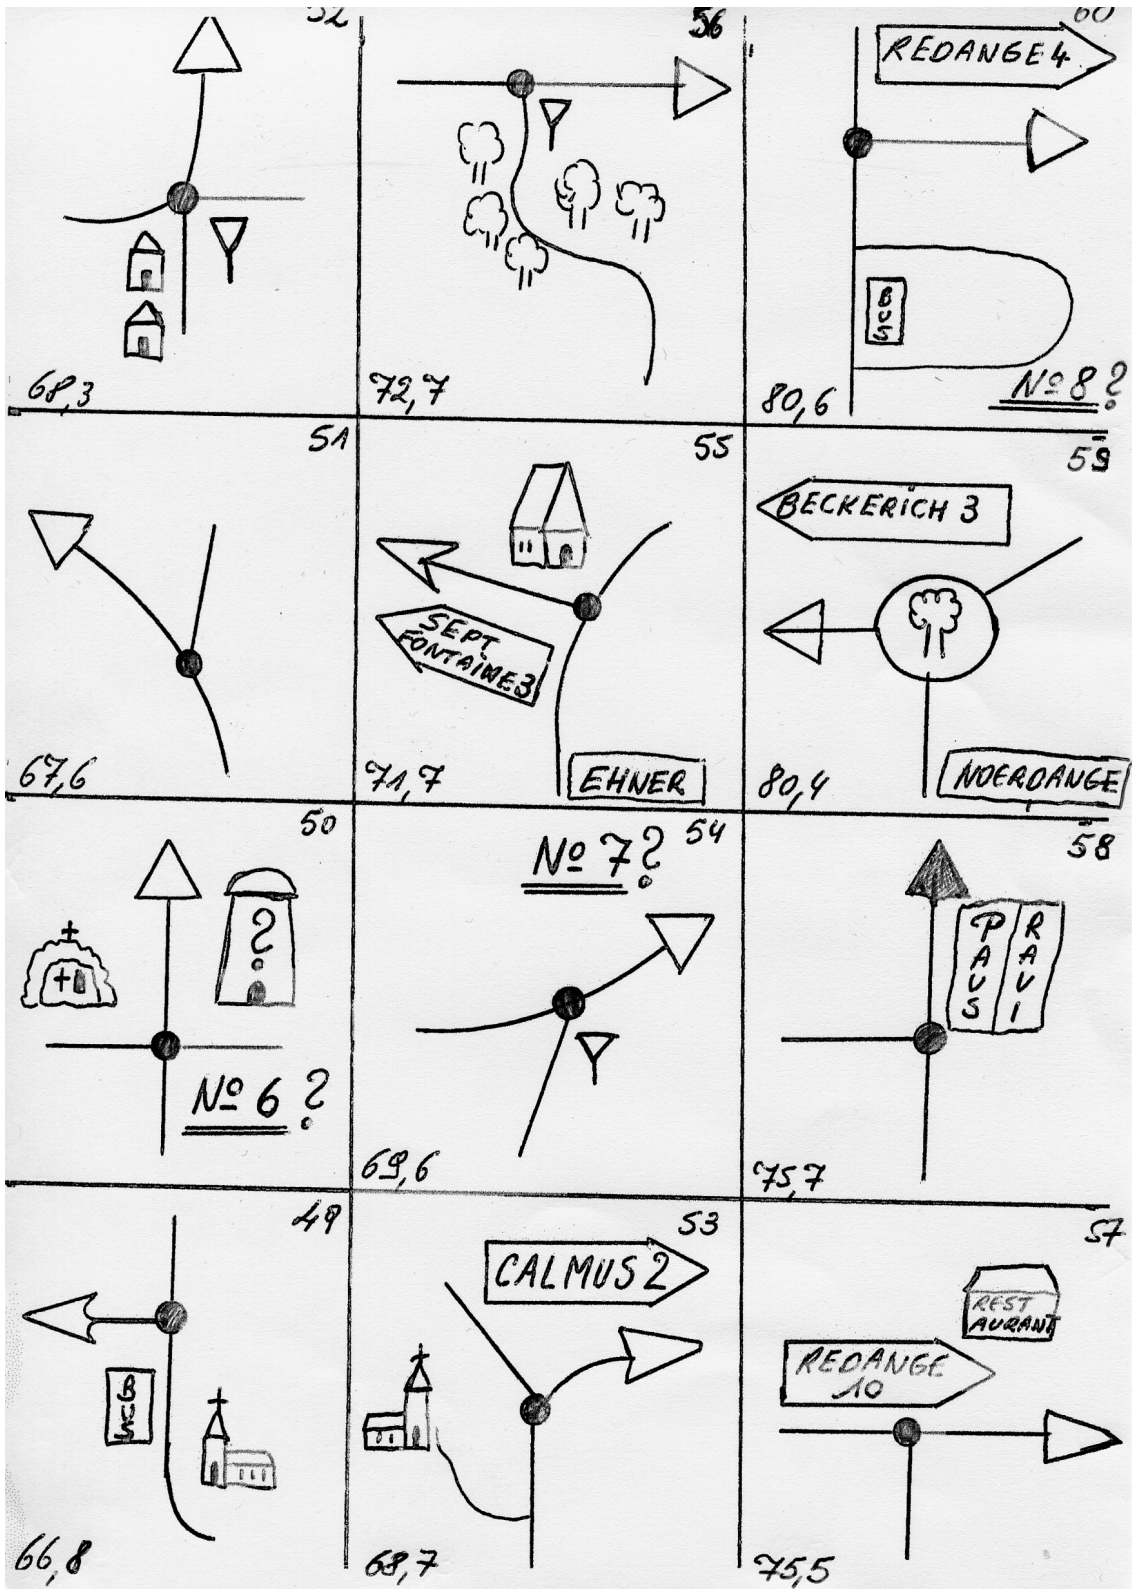 52
68,3
56
72,7
60
REDANGE 4
BUS
80,6
No 8?
51
67,6
55
SEPT
FONTAINE 3
71,7
EHNER
59
BECKERICH 3
80,4
NOERDANGE
50
?
No 6?
54
No 7?
69,6
58
PAUS
RAVI
75,7
49
BUS
66,8
53
CALMUS 2
68,7
57
REST
AURANT
REDANGE
10
75,5